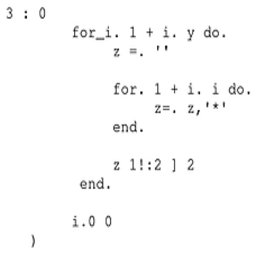 3 : 0
for_i. 1 + i. y do.
z =. ''
for. 1 + i. i do.
z=. z,'*'
end.
z 1!:2 ] 2
end.
i.0 0
)